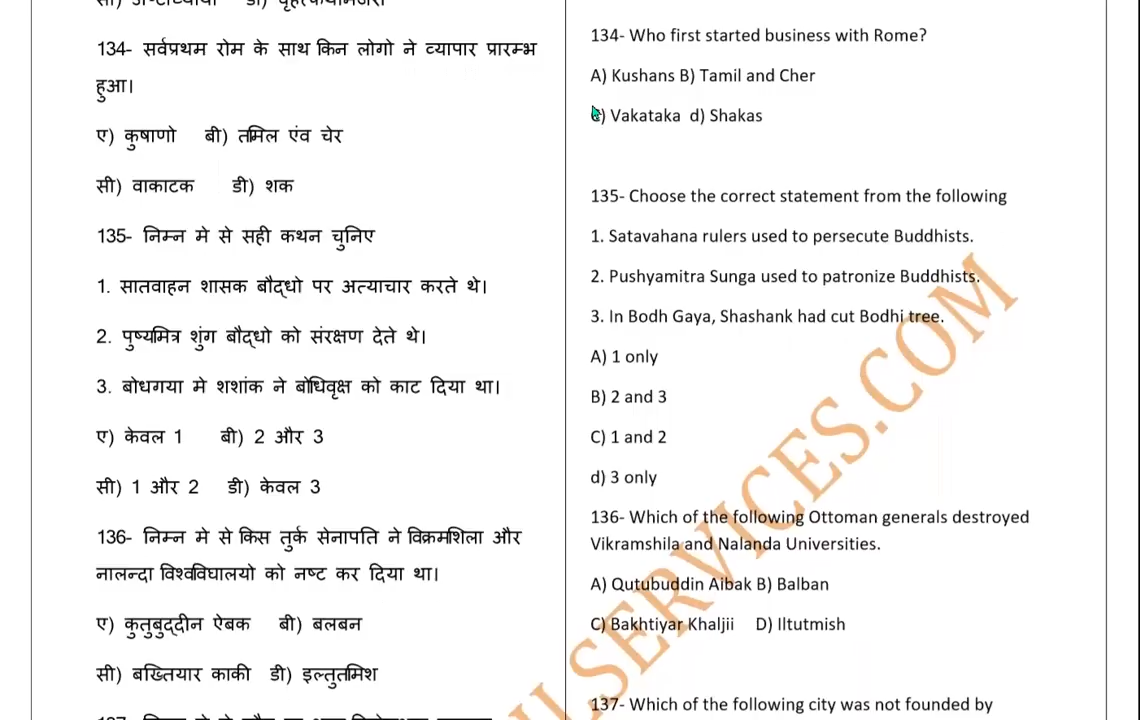 सी) अष्टाध्यायी डी) वृहत्कथामंजरी
134- सर्वप्रथम रोम के साथ किन लोगो ने व्यापार प्रारम्भ
हुआ।
ए) कुषाणो बी) तमिल एंव चेर
सी) वाकाटक डी) शक
135- निम्न मे से सही कथन चुनिए
1. सातवाहन शासक बौद्धो पर अत्याचार करते थे।
2. पुष्यमित्र शुंग बौद्धो को संरक्षण देते थे।
3. बोधगया मे शशांक ने बोधिवृक्ष को काट दिया था।
ए) केवल 1 बी) 2 और 3
सी) 1 और 2 डी) केवल 3
136- निम्न मे से किस तुर्क सेनापति ने विक्रमशिला और
नालन्दा विश्वविघालयो को नष्ट कर दिया था।
ए) कुतुबुद्दीन ऐबक बी) बलबन
सी) बख्तियार काकी डी) इल्तुतमिश
134- Who first started business with Rome?
A) Kushans B) Tamil and Cher
c) Vakataka d) Shakas
135- Choose the correct statement from the following
1. Satavahana rulers used to persecute Buddhists.
2. Pushyamitra Sunga used to patronize Buddhists.
3. In Bodh Gaya, Shashank had cut Bodhi tree.
A) 1 only
B) 2 and 3
C) 1 and 2
d) 3 only
136- Which of the following Ottoman generals destroyed
Vikramshila and Nalanda Universities.
A) Qutubuddin Aibak B) Balban
C) Bakhtiyar Khaljii D) Iltutmish
137- Which of the following city was not founded by
SERVICES.COM